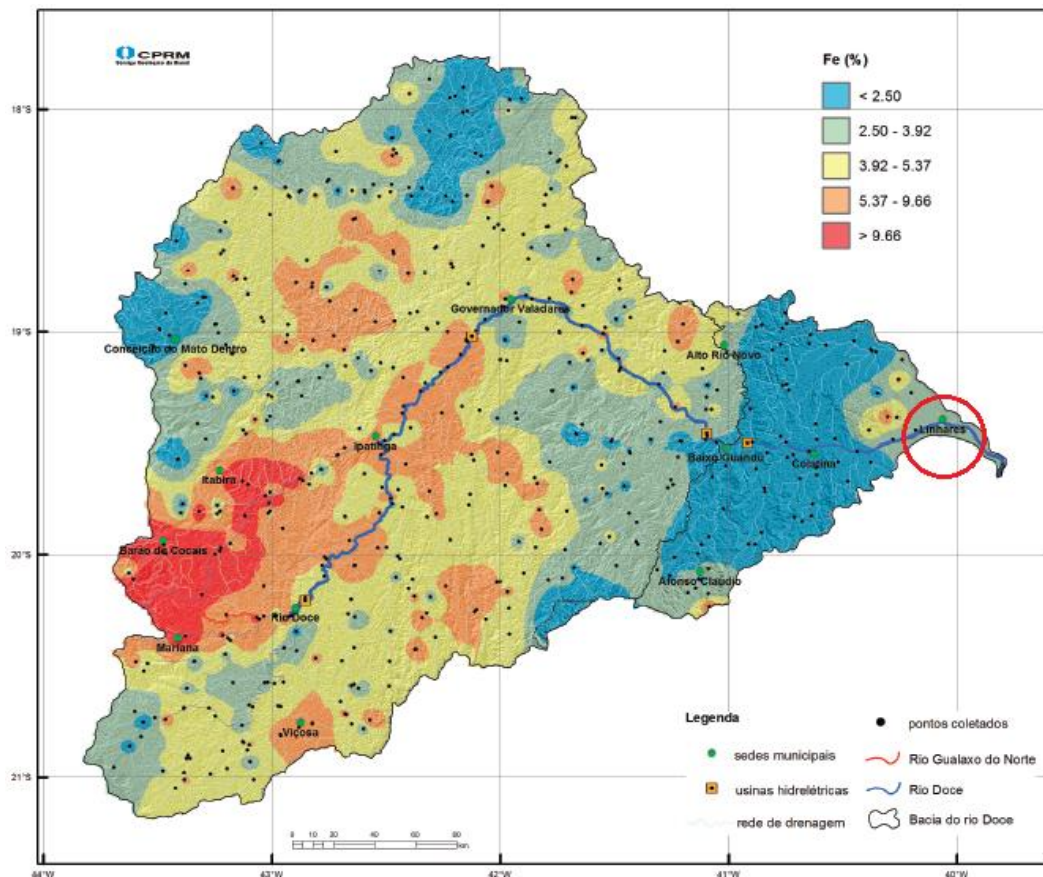 CPRM
Serviço Geológico do Brasil
Fe (%)
< 2.50
2.50 - 3.92
3.92 - 5.37
5.37 - 9.66
> 9.66
18°S
19°S
20°S
21°S
Governador Valadares
Conceição do Mato Dentro
Alto Rio Novo
Linhares
Ipatinga
Baixo Guandu
Colatina
Itabira
Barão de Cocais
Afonso Claudio
Rio Doce
Mariana
Viçosa
Legenda
sedes municipais
usinas hidrelétricas
rede de drenagem
pontos coletados
Rio Gualaxo do Norte
Rio Doce
Bacia do rio Doce
0 10 20 40 60 80
km
44°W
43°W
42°W
41°W
40°W